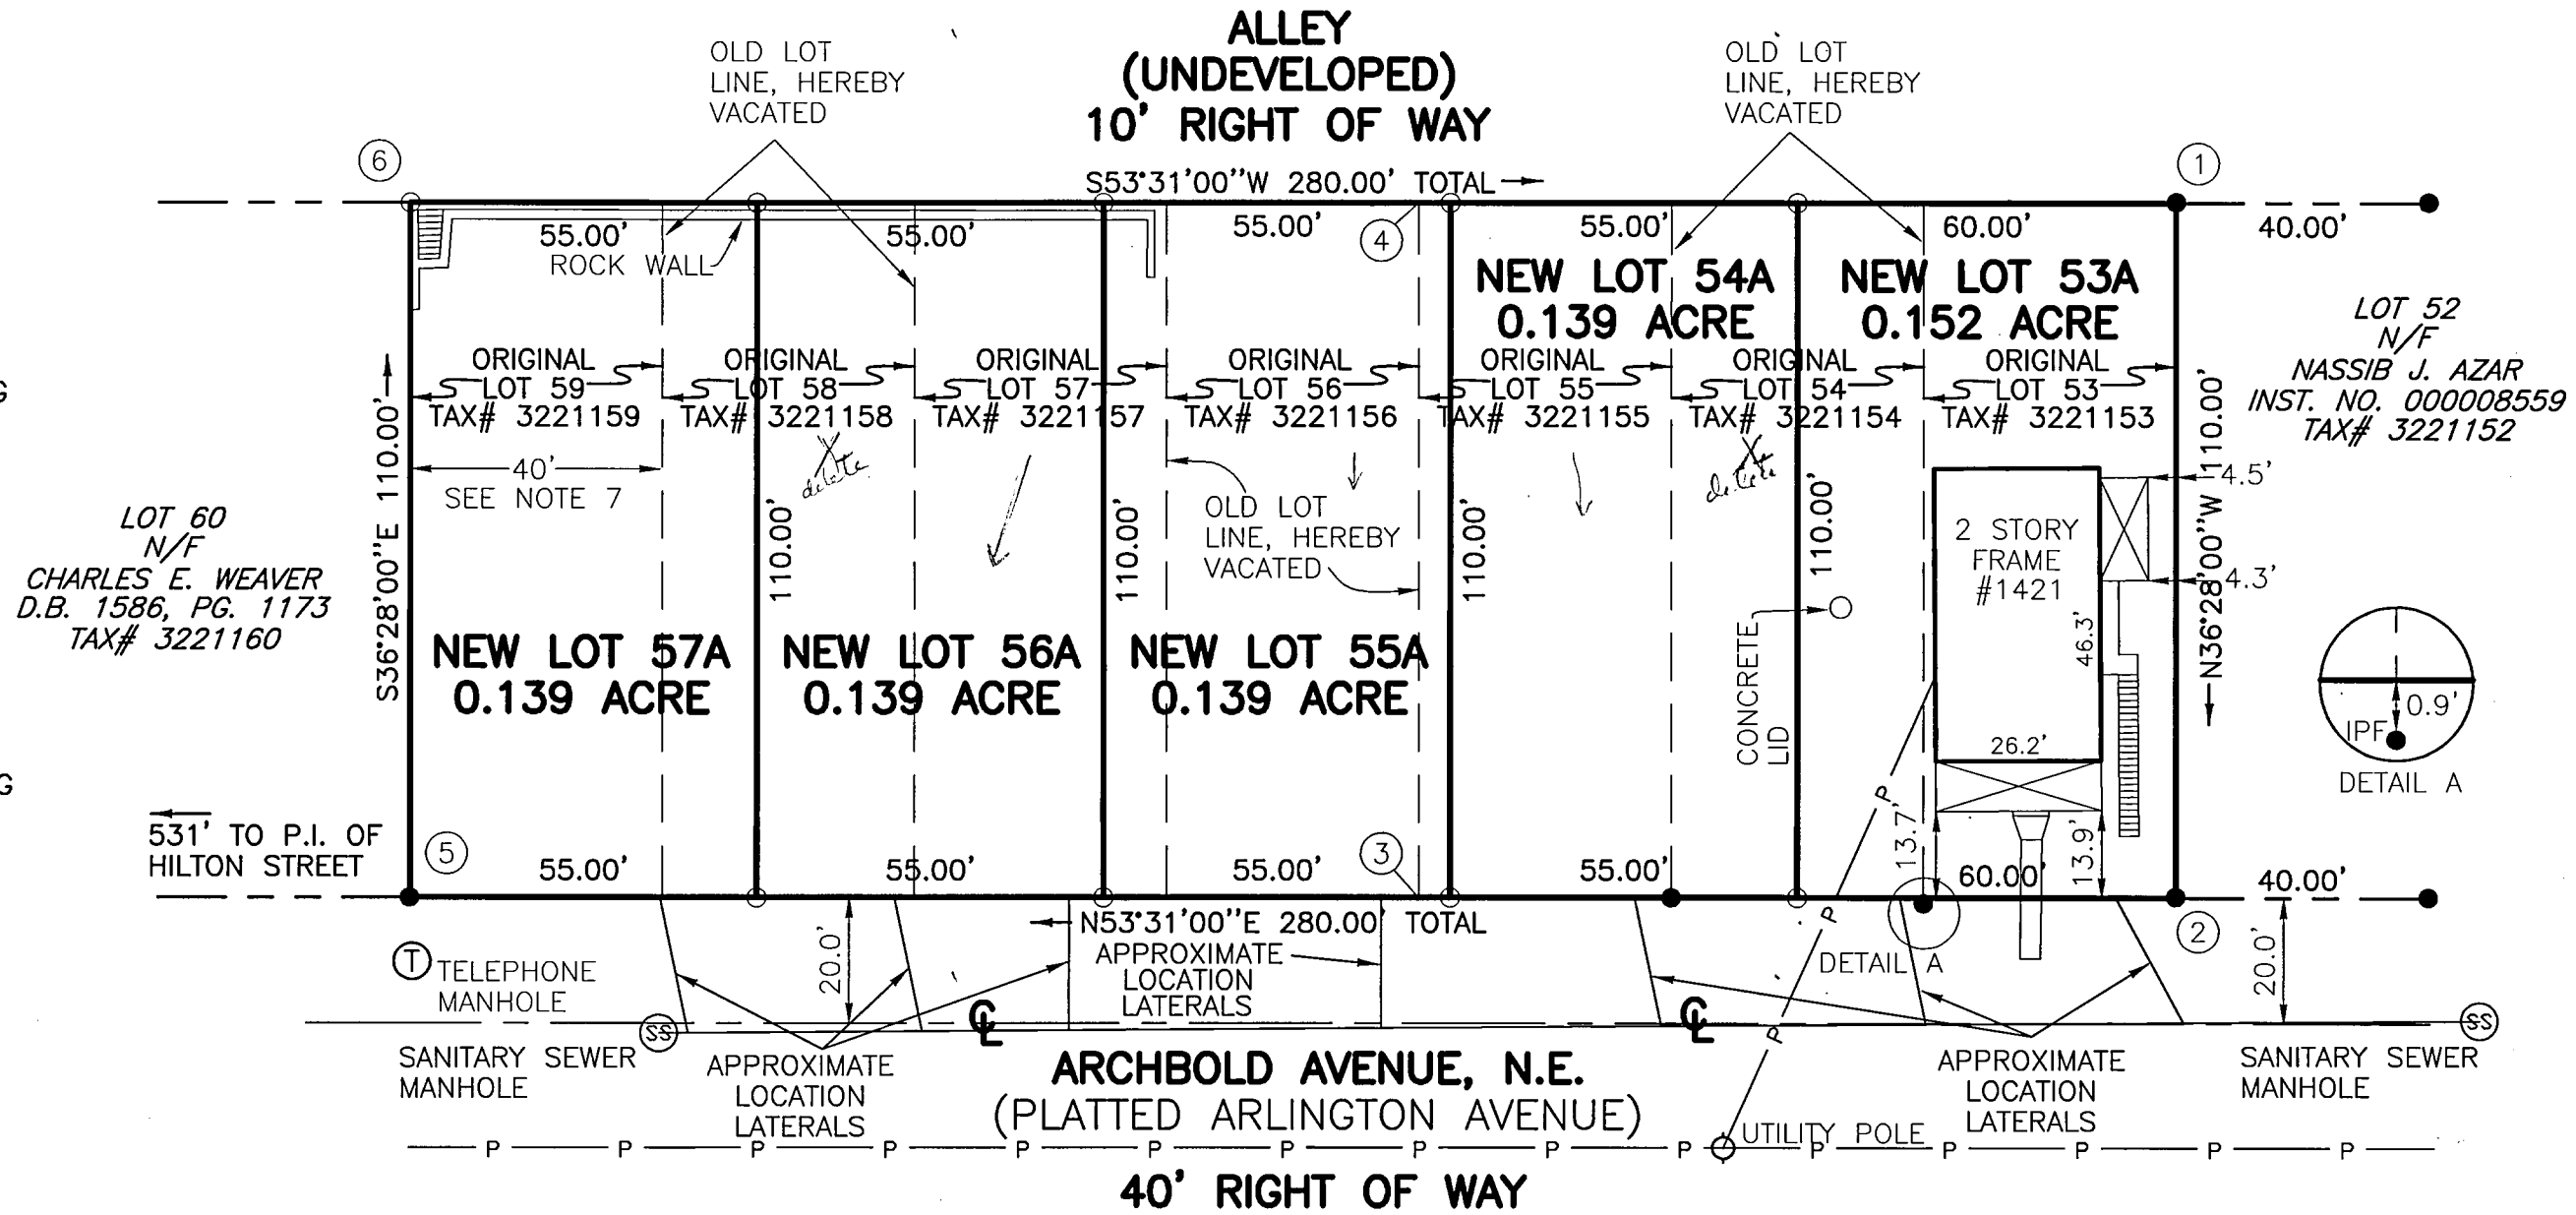 ALLEY
(UNDEVELOPED)
10' RIGHT OF WAY
OLD LOT
LINE, HEREBY
VACATED
OLD LOT
LINE, HEREBY
VACATED
6
S53°31'00"W 280.00' TOTAL
1
55.00'
55.00'
55.00'
4
55.00'
60.00'
40.00'
ROCK WALL
NEW LOT 54A
0.139 ACRE
NEW LOT 53A
0.152 ACRE
LOT 52
N/F
NASSIB J. AZAR
INST. NO. 000008559
TAX# 3221152
ORIGINAL
LOT 59
TAX# 3221159
ORIGINAL
LOT 58
TAX# 3221158
ORIGINAL
LOT 57
TAX# 3221157
ORIGINAL
LOT 56
TAX# 3221156
ORIGINAL
LOT 55
TAX# 3221155
ORIGINAL
LOT 54
TAX# 3221154
ORIGINAL
LOT 53
TAX# 3221153
G
X
delete
X
delete
40'
SEE NOTE 7
S36°28'00"E 110.00'
110.00'
110.00'
110.00'
110.00'
N36°28'00"W 110.00'
OLD LOT
LINE, HEREBY
VACATED
LOT 60
N/F
CHARLES E. WEAVER
D.B. 1586, PG. 1173
TAX# 3221160
2 STORY
FRAME
#1421
4.5'
4.3'
46.3'
26.2'
CONCRETE
LID
NEW LOT 57A
0.139 ACRE
NEW LOT 56A
0.139 ACRE
NEW LOT 55A
0.139 ACRE
0.9'
IPF
DETAIL A
G
531' TO P.I. OF
HILTON STREET
5
55.00'
55.00'
55.00'
3
55.00'
13.7'
60.00'
13.9'
40.00'
P
P
P
N53°31'00"E 280.00' TOTAL
2
T
TELEPHONE
MANHOLE
20.0'
APPROXIMATE
LOCATION
LATERALS
DETAIL A
20.0'
SS
CL
CL
SS
SANITARY SEWER
MANHOLE
APPROXIMATE
LOCATION
LATERALS
ARCHBOLD AVENUE, N.E.
(PLATTED ARLINGTON AVENUE)
APPROXIMATE
LOCATION
LATERALS
SANITARY SEWER
MANHOLE
UTILITY POLE
P P P P P P P P P P P P P P P
40' RIGHT OF WAY